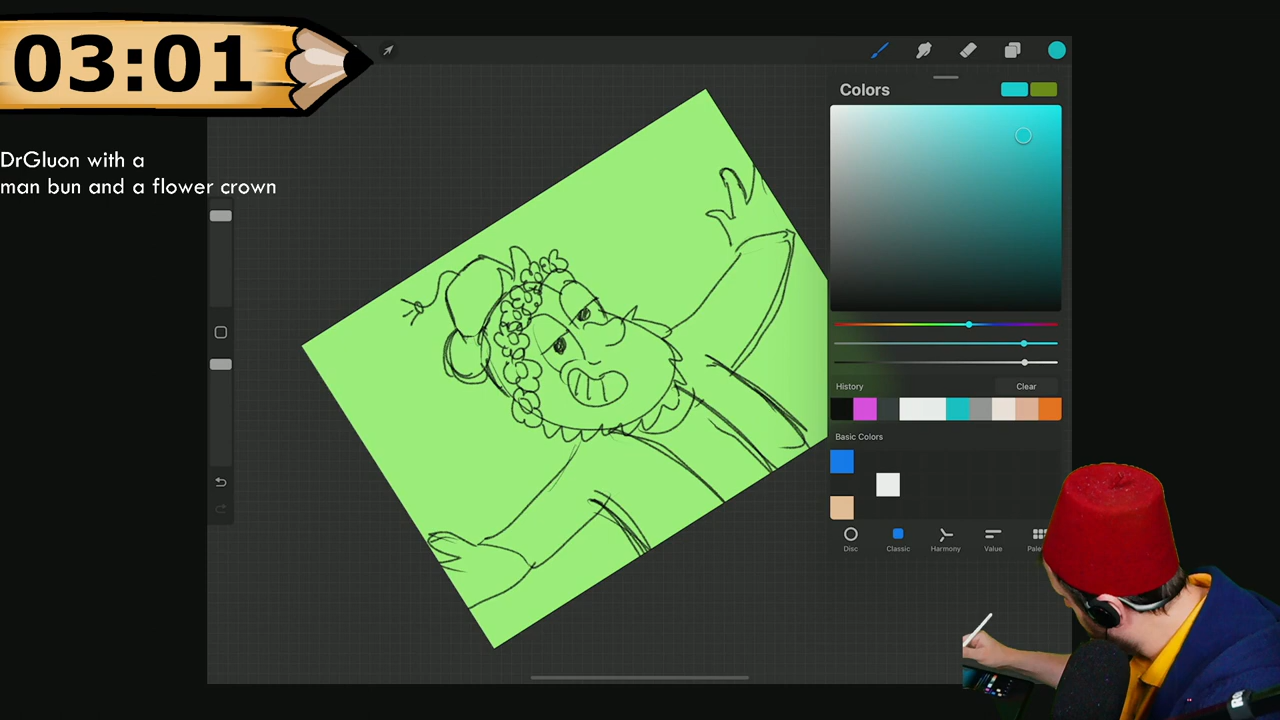 03:01
DrGluon with a
man bun and a flower crown
Colors
History
Clear
Basic Colors
Disc
Classic
Harmony
Value